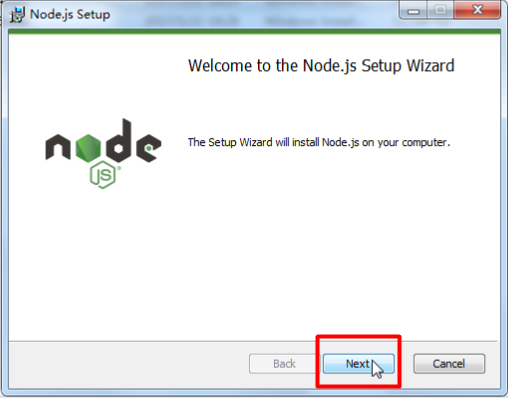 Node.js Setup
Welcome to the Node.js Setup Wizard
node
JS
The Setup Wizard will install Node.js on your computer.
Back
Next
Cancel